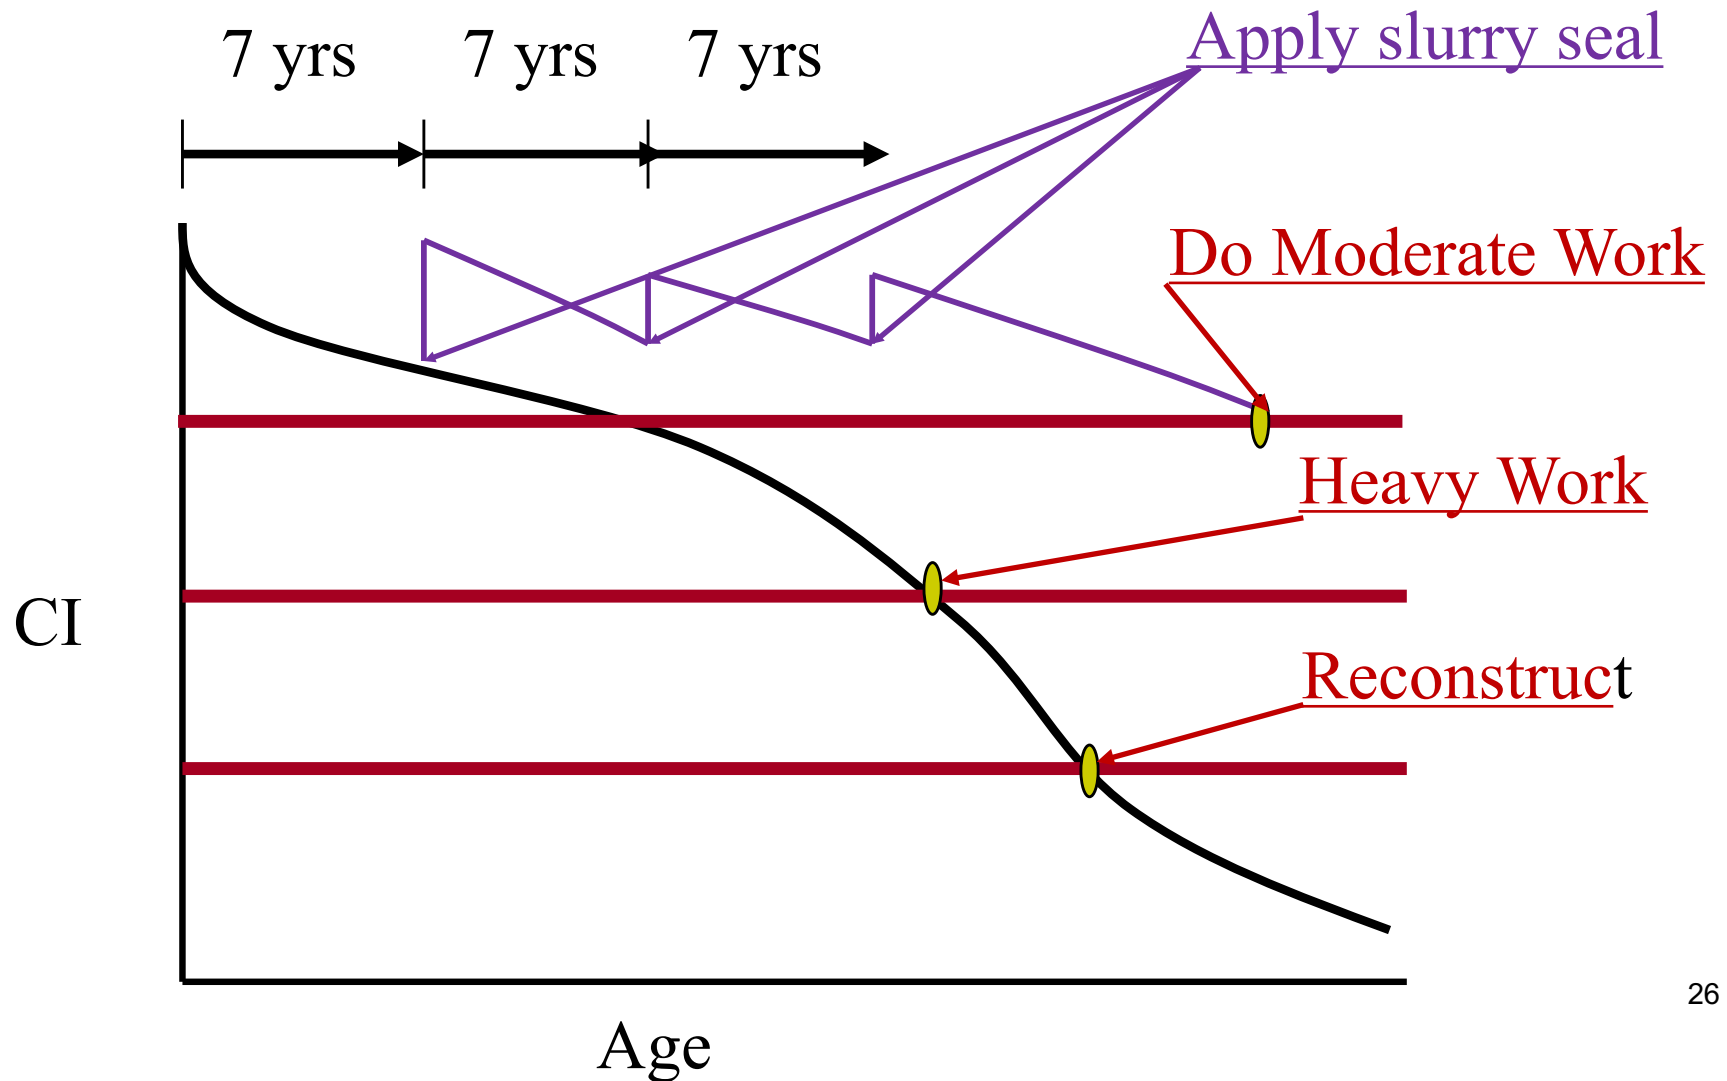 7 yrs 7 yrs 7 yrs
Apply slurry seal
Do Moderate Work
Heavy Work
CI
Reconstruct
26
Age